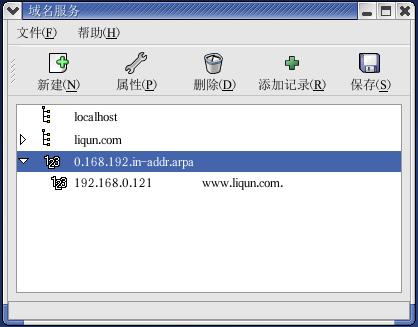 域名服务
文件(F) 帮助(H)
新建(N) 属性(P) 删除(D) 添加记录(R) 保存(S)
localhost
liqun.com
0.168.192.in-addr.arpa
192.168.0.121 www.liqun.com.